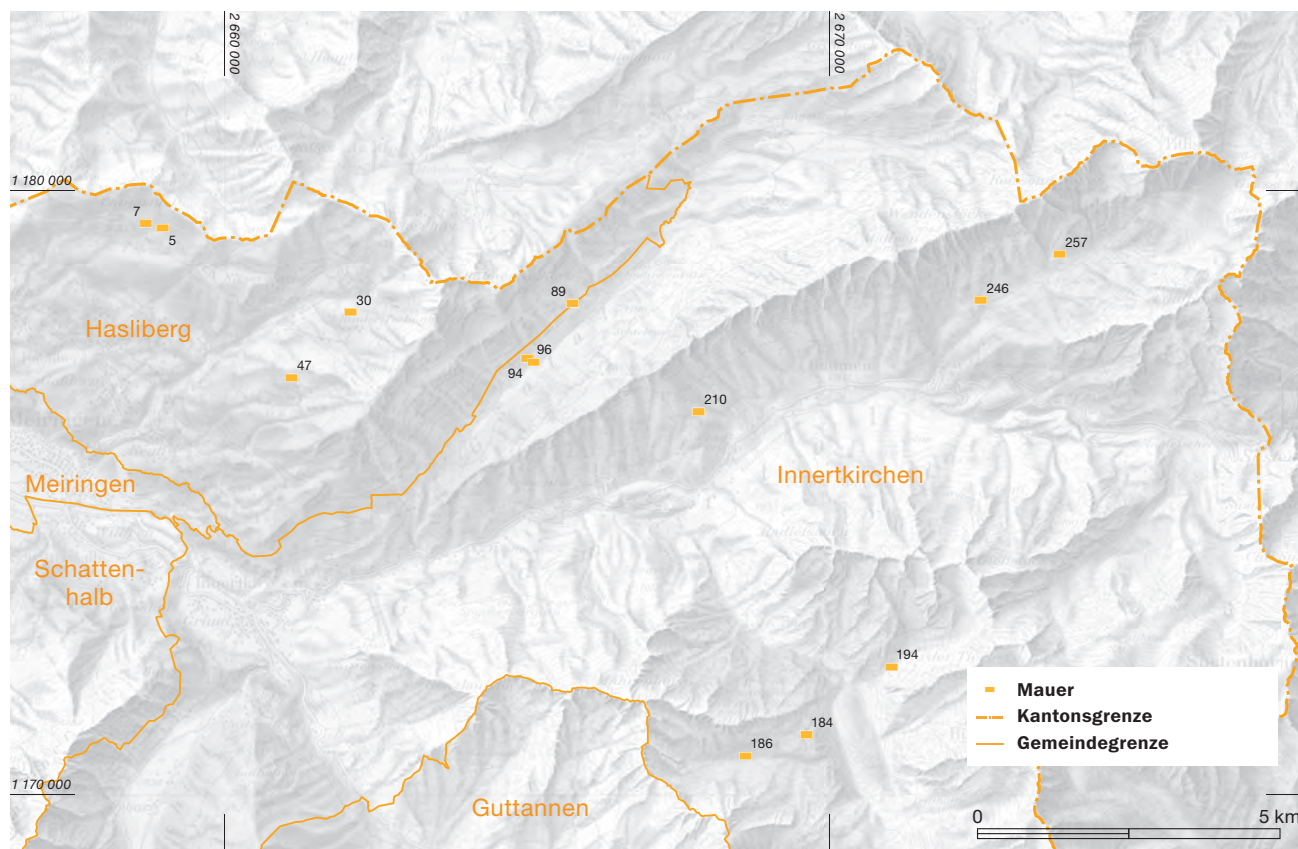 2 660 000
2 670 000
1 180 000
7
5
257
30
89
246
Hasliberg
96
47
94
210
Meiringen
Innertkirchen
Schatten-
halb
194
Mauer
Kantonsgrenze
Gemeindegrenze
184
186
1 170 000
Guttannen
0
5 km